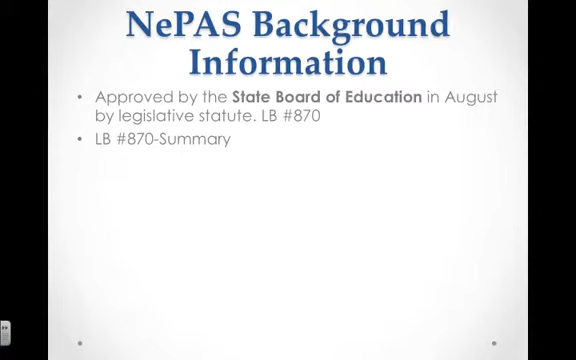 NePAS Background
Information
• Approved by the State Board of Education in August
by legislative statute. LB #870
• LB #870-Summary